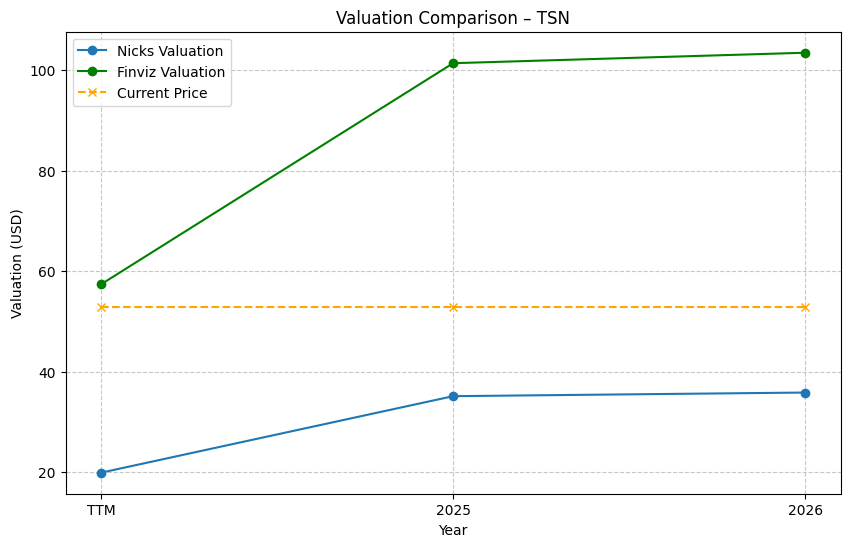 Valuation Comparison – TSN
Nicks Valuation
Finviz Valuation
Current Price
Valuation (USD)
100
80
60
40
20
TTM
2025
2026
Year